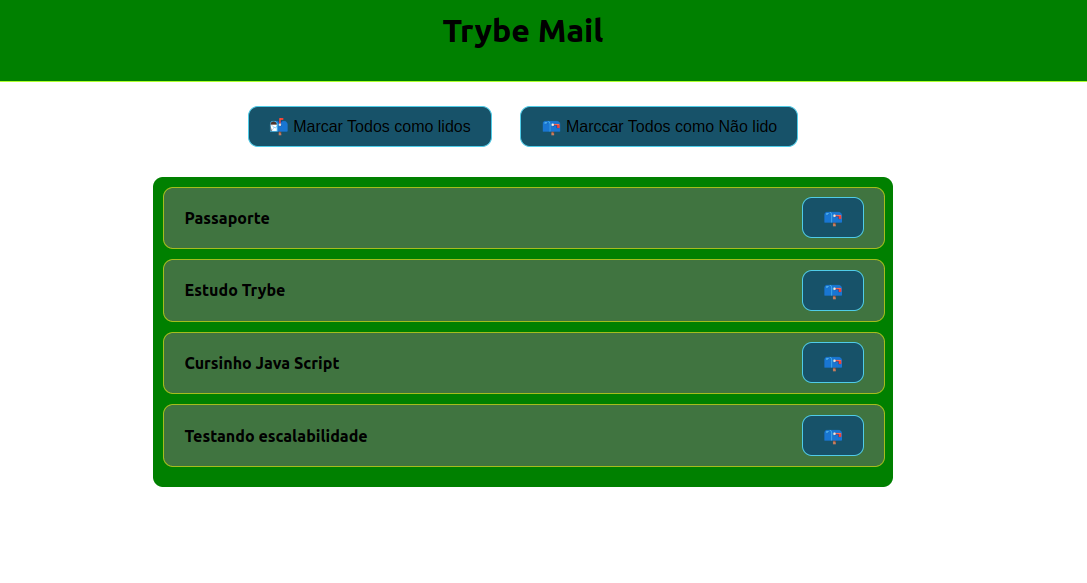 Trybe Mail
📬 Marcar Todos como lidos
📪 Marccar Todos como Não lido
Passaporte
📪
Estudo Trybe
📪
Cursinho Java Script
📪
Testando escalabilidade
📪